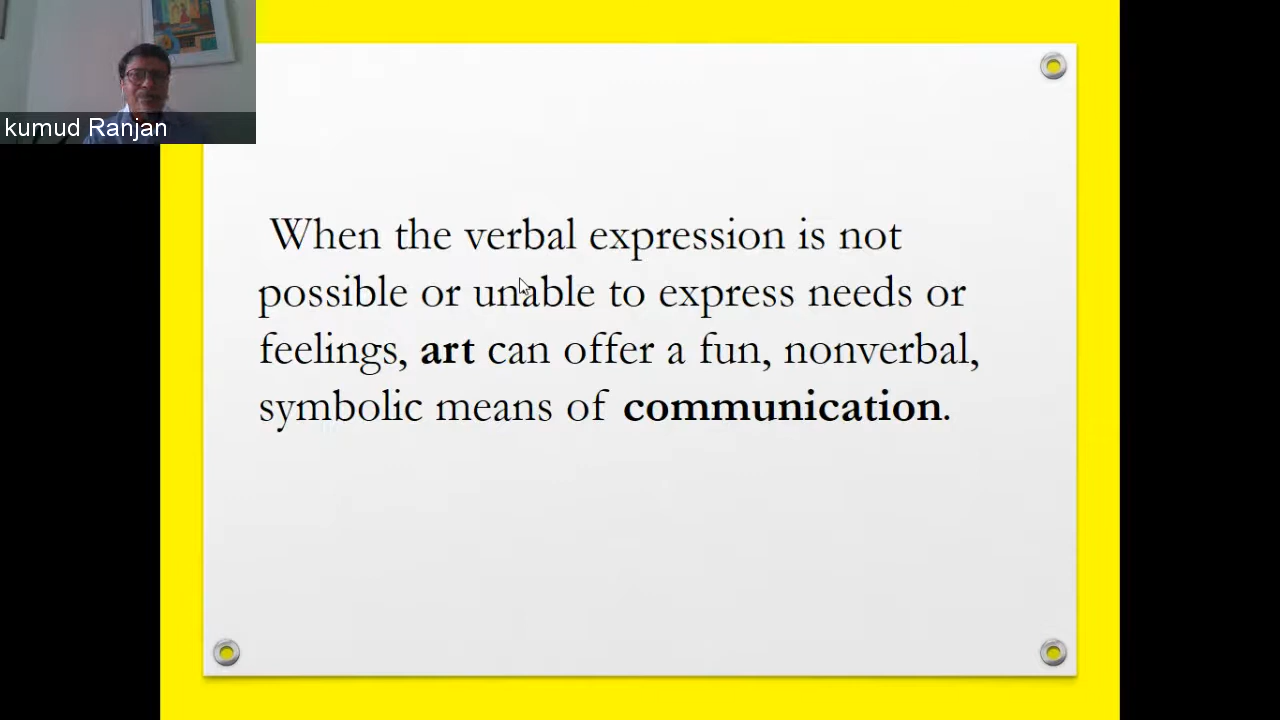 kumud Ranjan
When the verbal expression is not
possible or unable to express needs or
feelings, art can offer a fun, nonverbal,
symbolic means of communication.